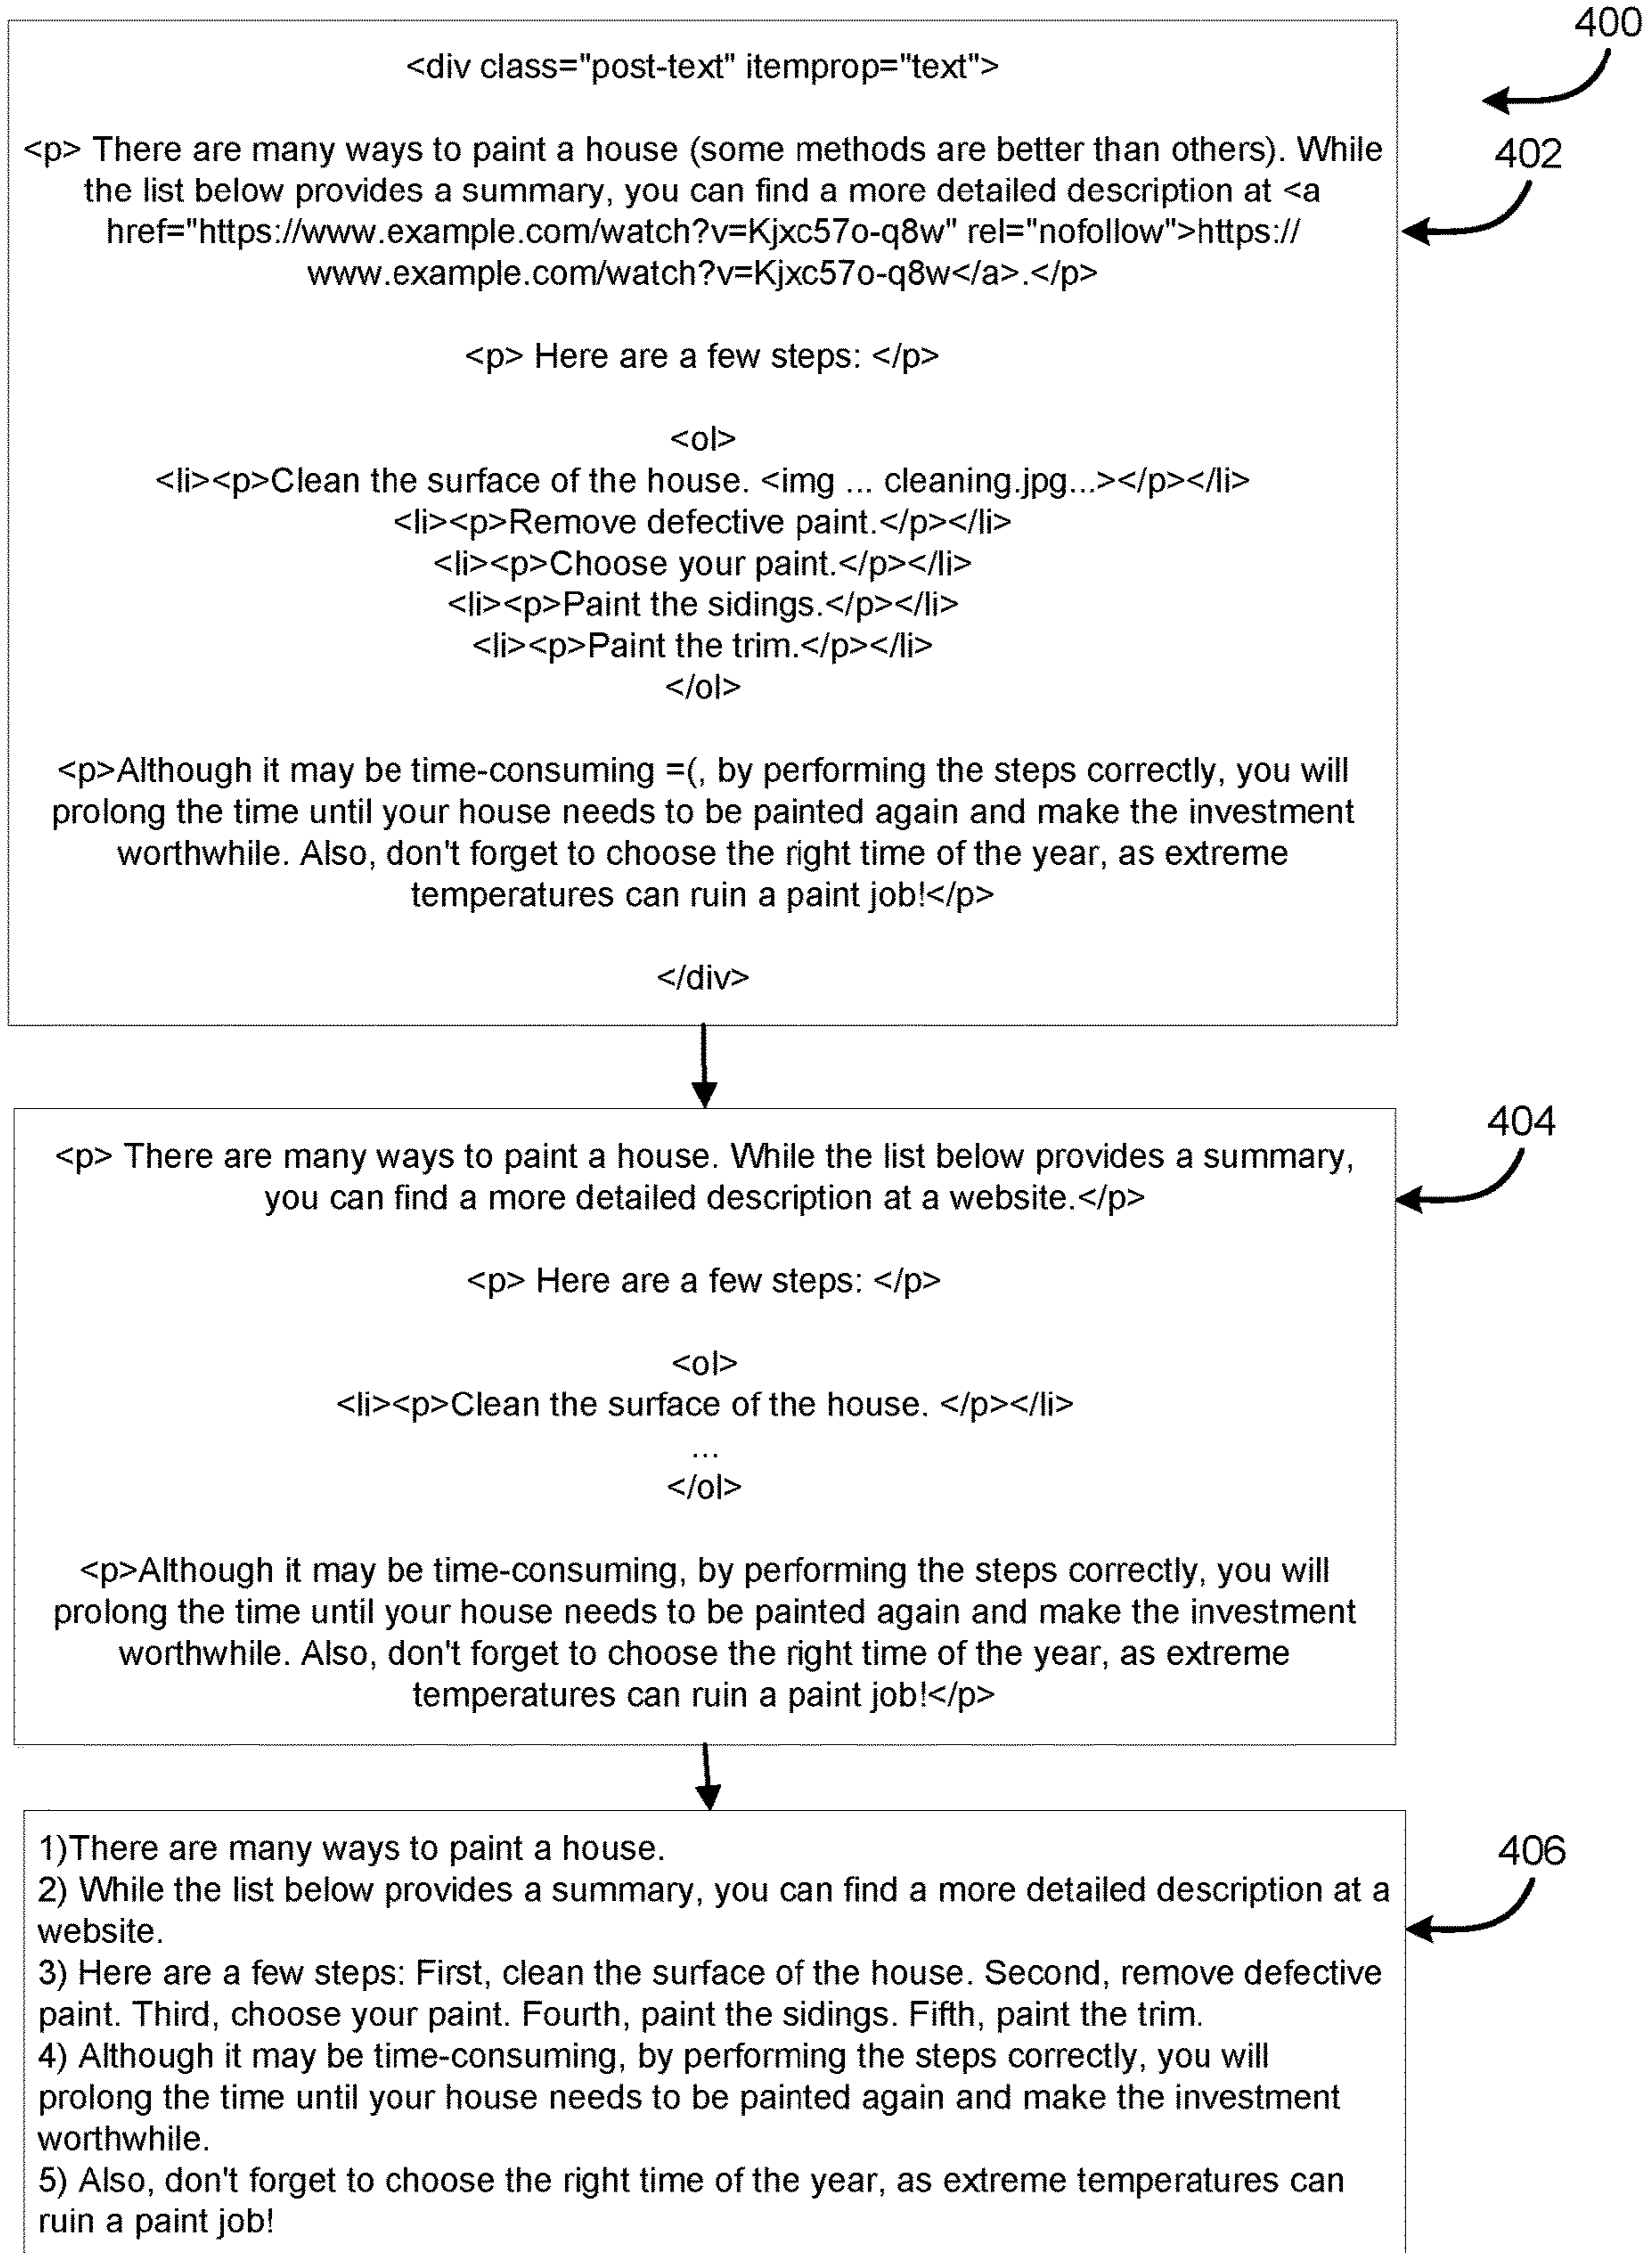 400
<div class="post-text" itemprop="text">
<p> There are many ways to paint a house (some methods are better than others). While
402
the list below provides a summary, you can find a more detailed description at <a
href="https://www.example.com/watch?v=Kjxc57o-q8w" rel="nofollow">https://
www.example.com/watch?v=Kjxc57o-q8w</a>.</p>
<p> Here are a few steps: </p>
<ol>
<li><p>Clean the surface of the house. <img ... cleaning.jpg...></p></li>
<li><p>Remove defective paint.</p></li>
<li><p>Choose your paint.</p></li>
<li><p>Paint the sidings.</p></li>
<li><p>Paint the trim.</p></li>
</ol>
<p>Although it may be time-consuming =(, by performing the steps correctly, you will
prolong the time until your house needs to be painted again and make the investment
worthwhile. Also, don't forget to choose the right time of the year, as extreme
temperatures can ruin a paint job!</p>
</div>
404
<p> There are many ways to paint a house. While the list below provides a summary,
you can find a more detailed description at a website.</p>
<p> Here are a few steps: </p>
<ol>
<li><p>Clean the surface of the house. </p></li>
...
</ol>
<p>Although it may be time-consuming, by performing the steps correctly, you will
prolong the time until your house needs to be painted again and make the investment
worthwhile. Also, don't forget to choose the right time of the year, as extreme
temperatures can ruin a paint job!</p>
406
1)There are many ways to paint a house.
2) While the list below provides a summary, you can find a more detailed description at a
website.
3) Here are a few steps: First, clean the surface of the house. Second, remove defective
paint. Third, choose your paint. Fourth, paint the sidings. Fifth, paint the trim.
4) Although it may be time-consuming, by performing the steps correctly, you will
prolong the time until your house needs to be painted again and make the investment
worthwhile.
5) Also, don't forget to choose the right time of the year, as extreme temperatures can
ruin a paint job!